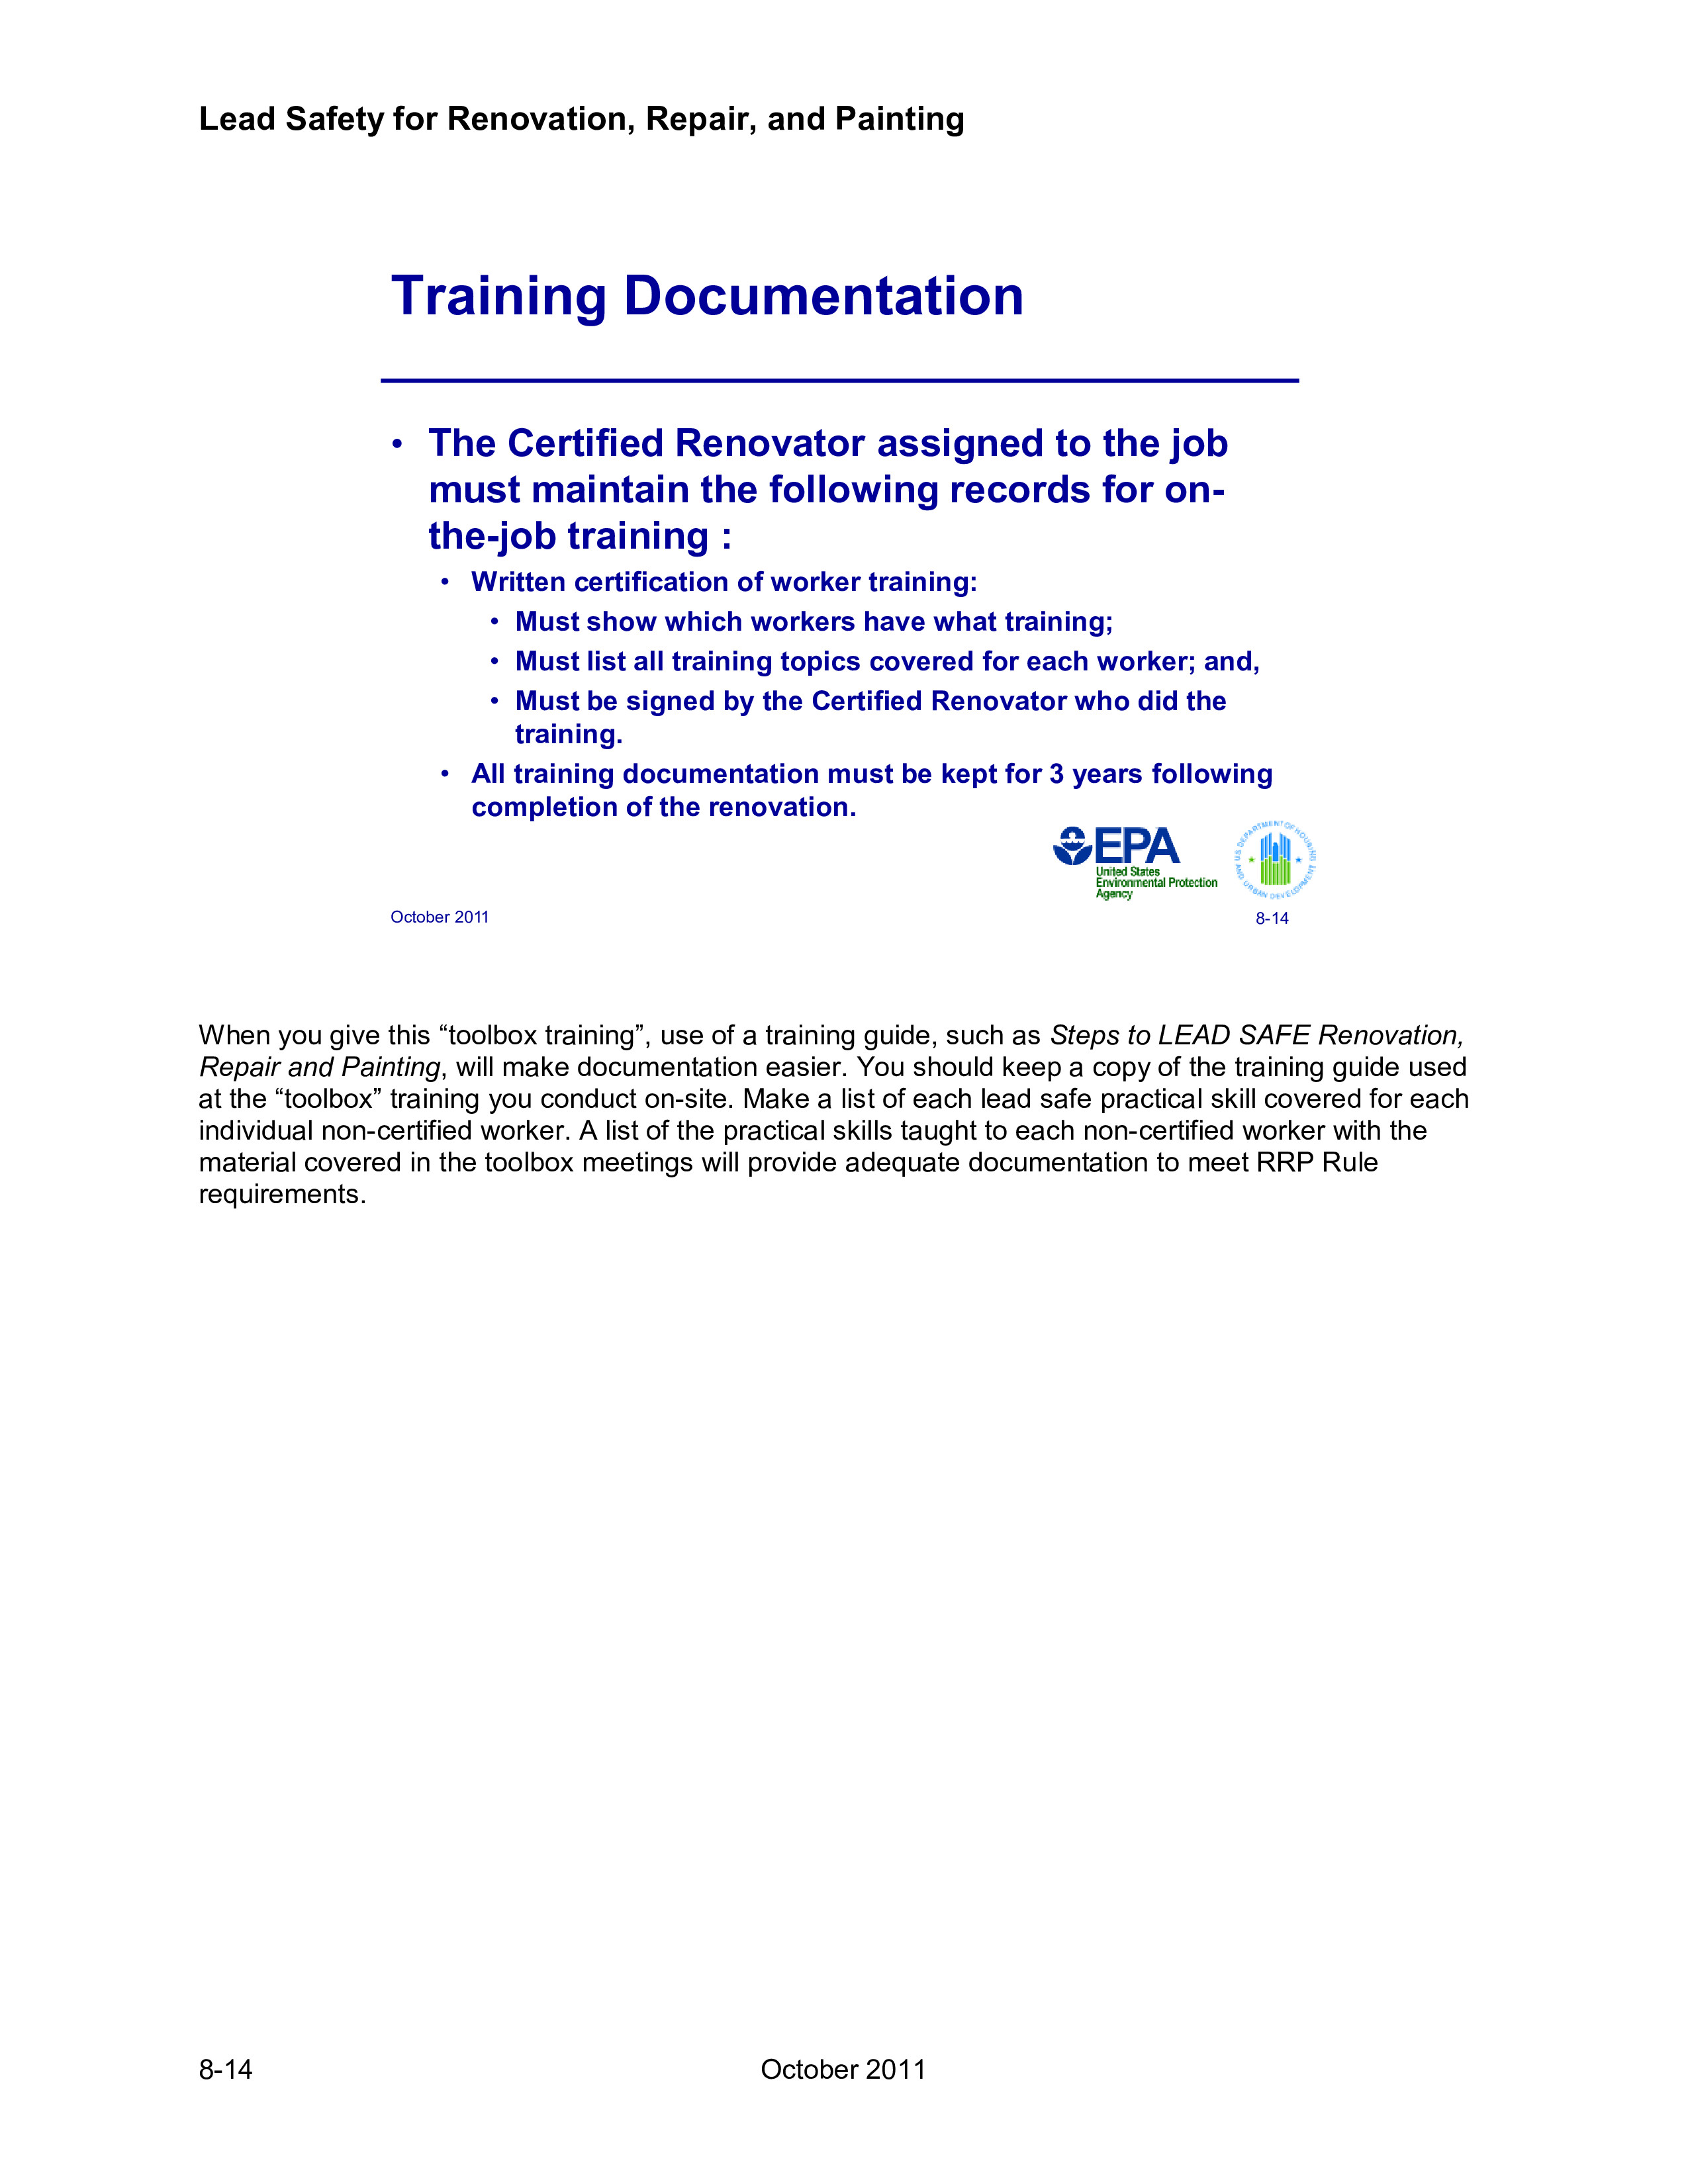 Lead Safety for Renovation, Repair, and Painting
Training Documentation
• The Certified Renovator assigned to the job
must maintain the following records for on-
the-job training :
• Written certification of worker training:
• Must show which workers have what training;
• Must list all training topics covered for each worker; and,
• Must be signed by the Certified Renovator who did the
training.
• All training documentation must be kept for 3 years following
completion of the renovation.
EPA
United States
Environmental Protection
Agency
U.S. DEPARTMENT OF HOUSING AND URBAN DEVELOPMENT
October 2011
8-14
When you give this “toolbox training”, use of a training guide, such as Steps to LEAD SAFE Renovation,
Repair and Painting, will make documentation easier. You should keep a copy of the training guide used
at the “toolbox” training you conduct on-site. Make a list of each lead safe practical skill covered for each
individual non-certified worker. A list of the practical skills taught to each non-certified worker with the
material covered in the toolbox meetings will provide adequate documentation to meet RRP Rule
requirements.
8-14
October 2011